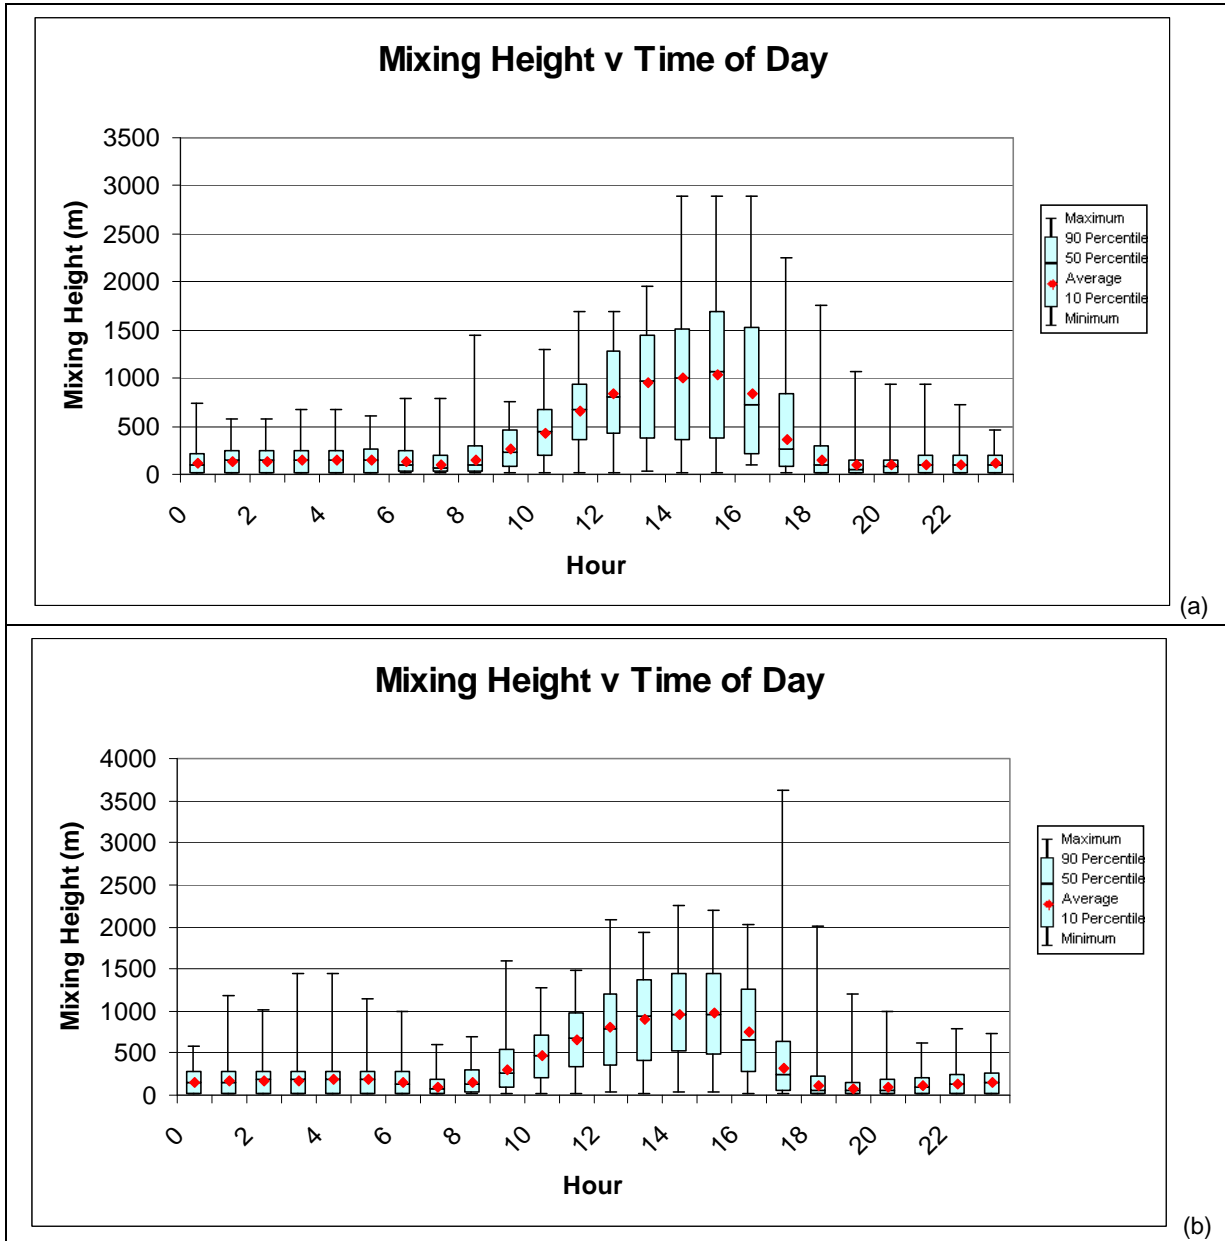 Mixing Height v Time of Day
Mixing Height (m)
3500
3000
2500
2000
1500
1000
500
0
0 2 4 6 8 10 12 14 16 18 20 22
Hour
Maximum
90 Percentile
50 Percentile
Average
10 Percentile
Minimum
(a)
Mixing Height v Time of Day
Mixing Height (m)
4000
3500
3000
2500
2000
1500
1000
500
0
0 2 4 6 8 10 12 14 16 18 20 22
Hour
Maximum
90 Percentile
50 Percentile
Average
10 Percentile
Minimum
(b)